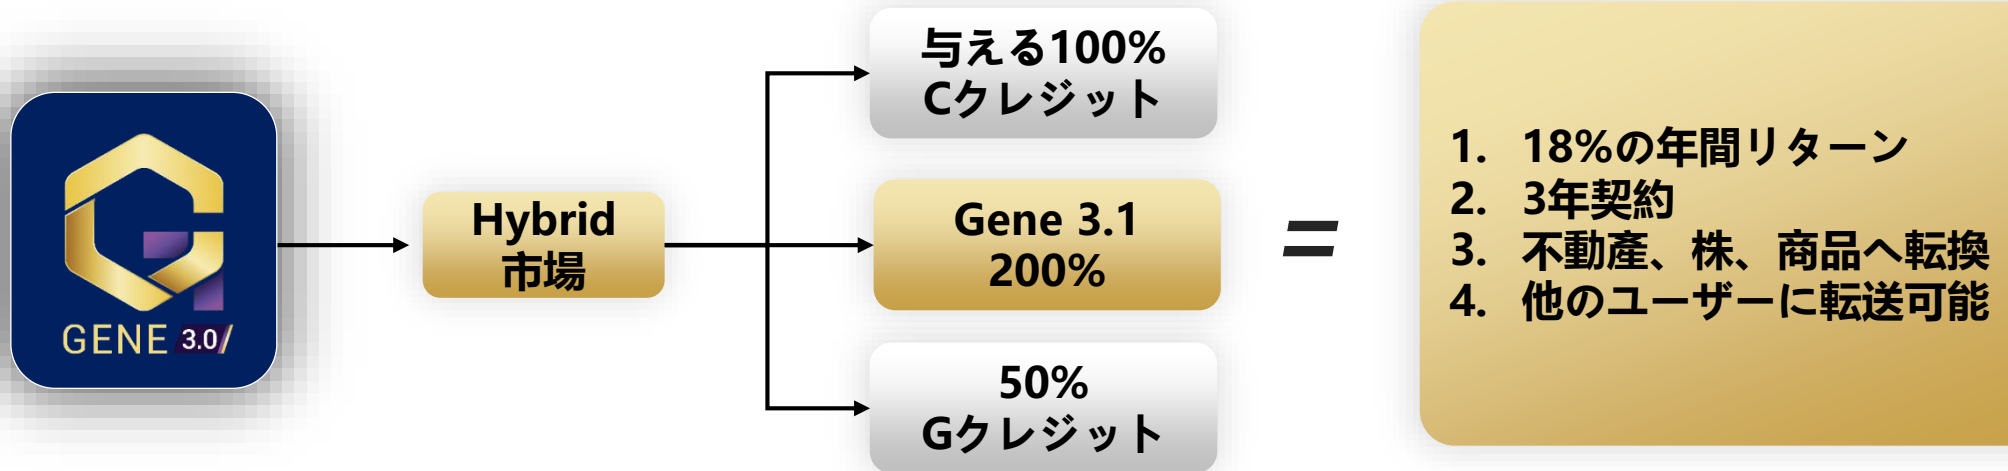 GENE 3.0/
Hybrid
市場
与える100%
Cクレジット
Gene 3.1
200%
50%
Gクレジット
=
1. 18%の年間リターン
2. 3年契約
3. 不動産、株、商品へ転換
4. 他のユーザーに転送可能